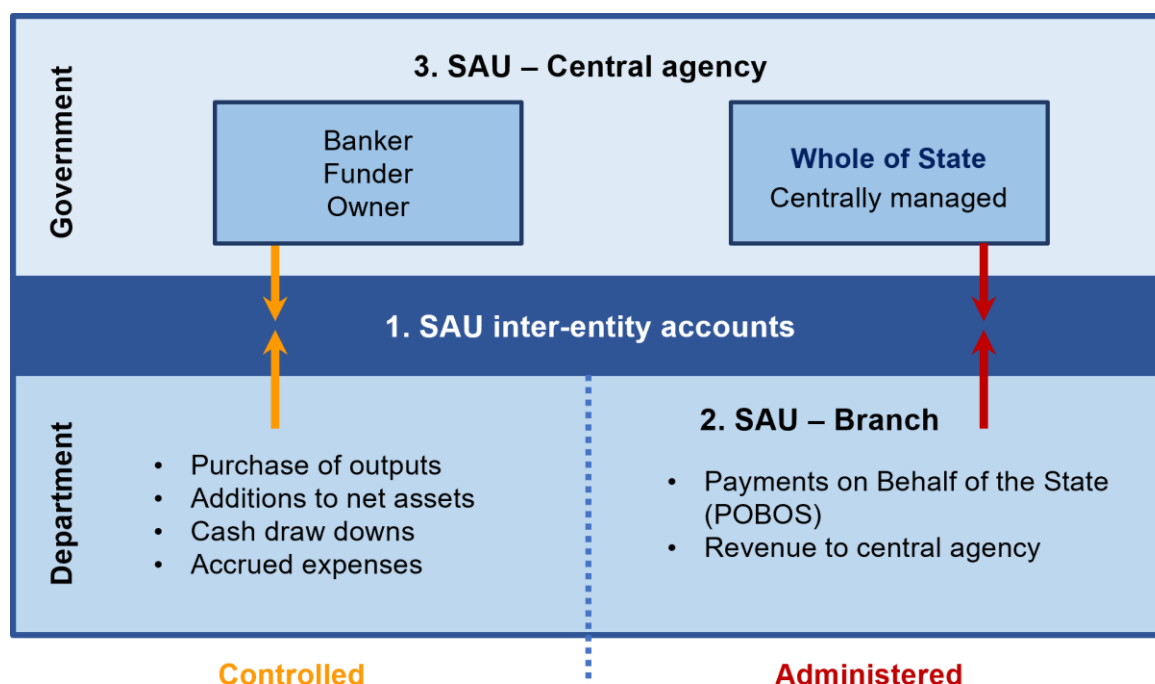 Government
3. SAU – Central agency
Banker
Funder
Owner
Whole of State
Centrally managed
1. SAU inter-entity accounts
Department
• Purchase of outputs
• Additions to net assets
• Cash draw downs
• Accrued expenses
2. SAU – Branch
• Payments on Behalf of the State
(POBOS)
• Revenue to central agency
Controlled
Administered